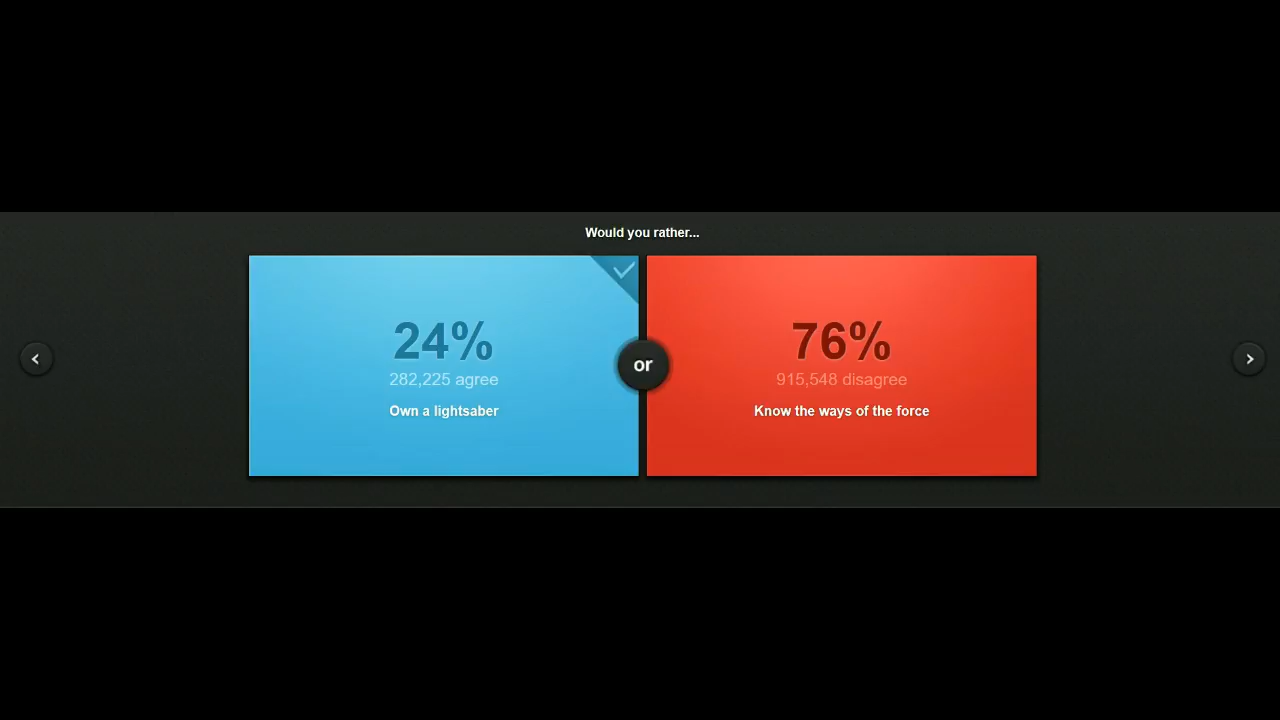 Would you rather...
24%
282,225 agree
Own a lightsaber
or
76%
915,548 disagree
Know the ways of the force